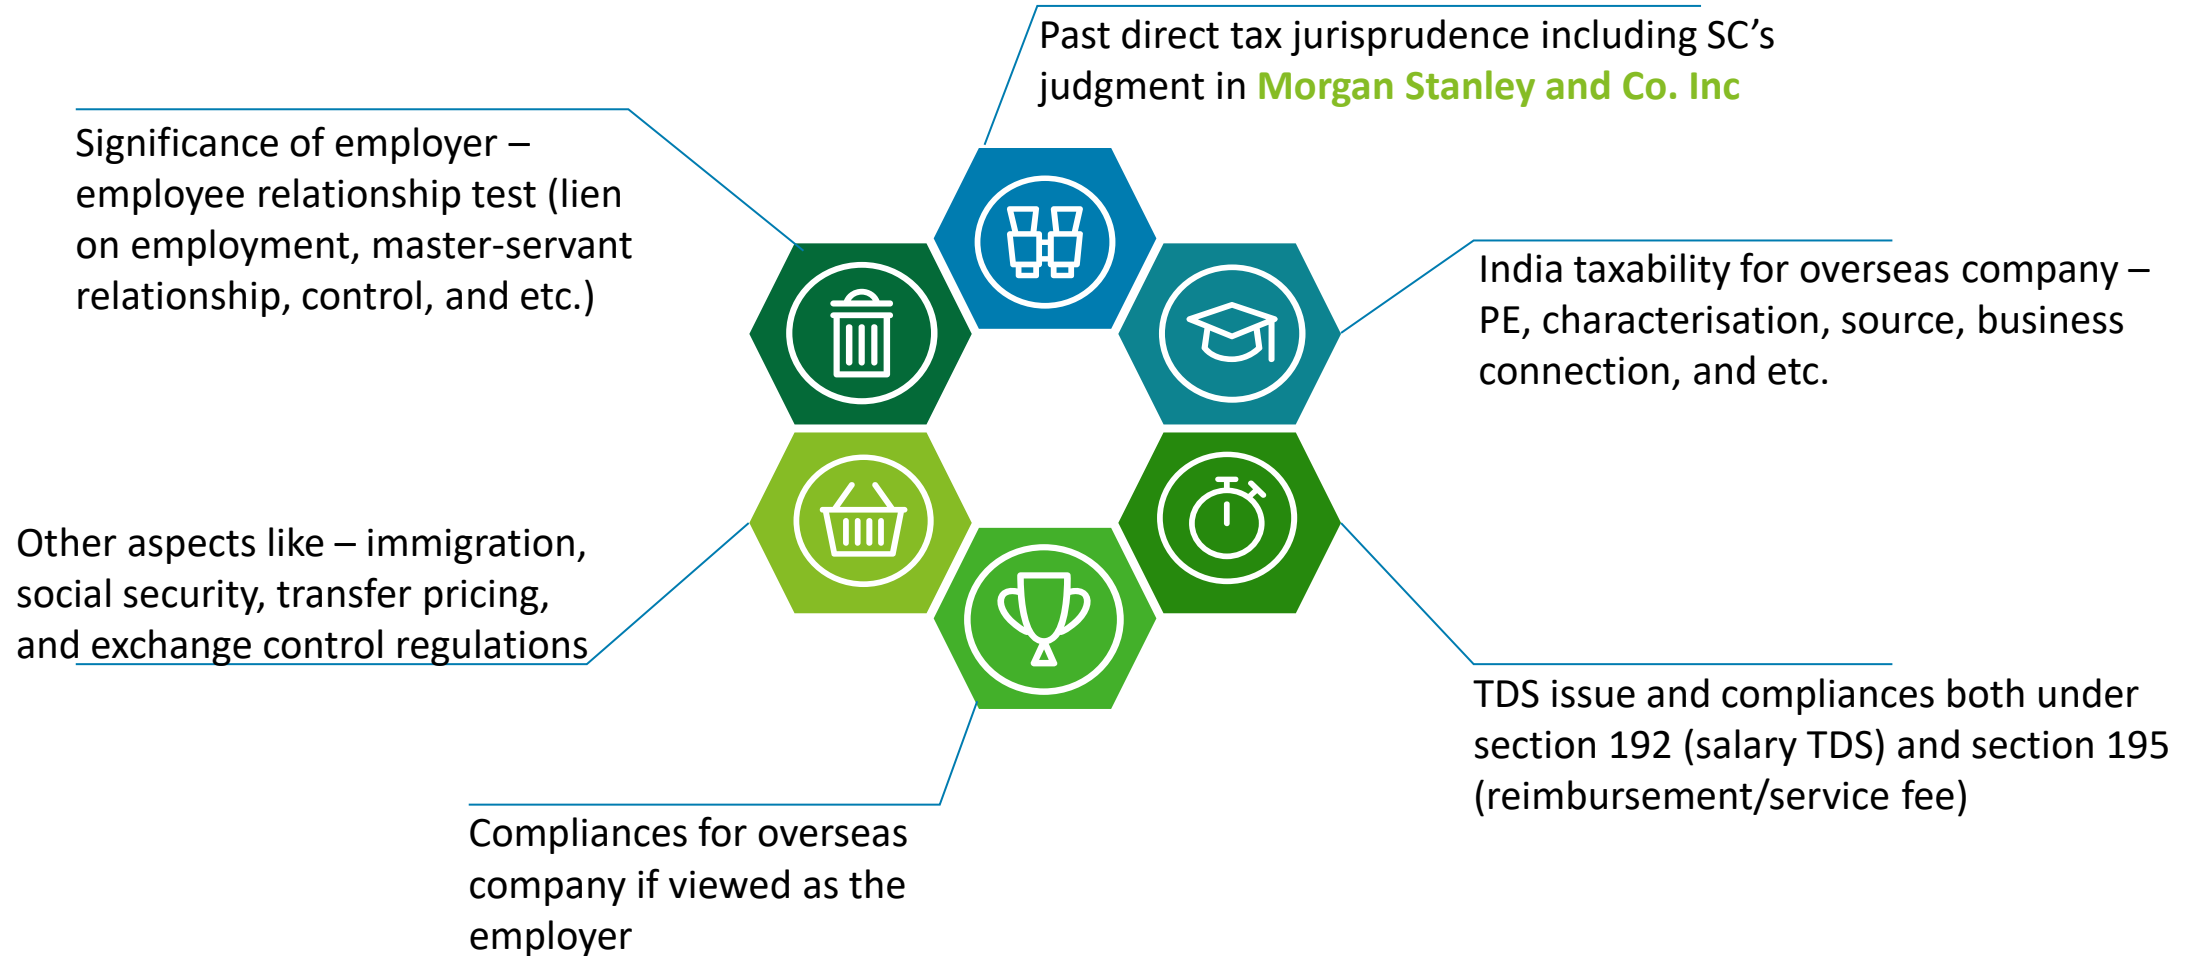 Past direct tax jurisprudence including SC’s
judgment in Morgan Stanley and Co. Inc
Significance of employer –
employee relationship test (lien
on employment, master-servant
relationship, control, and etc.)
India taxability for overseas company –
PE, characterisation, source, business
connection, and etc.
Other aspects like – immigration,
social security, transfer pricing,
and exchange control regulations
TDS issue and compliances both under
section 192 (salary TDS) and section 195
(reimbursement/service fee)
Compliances for overseas
company if viewed as the
employer